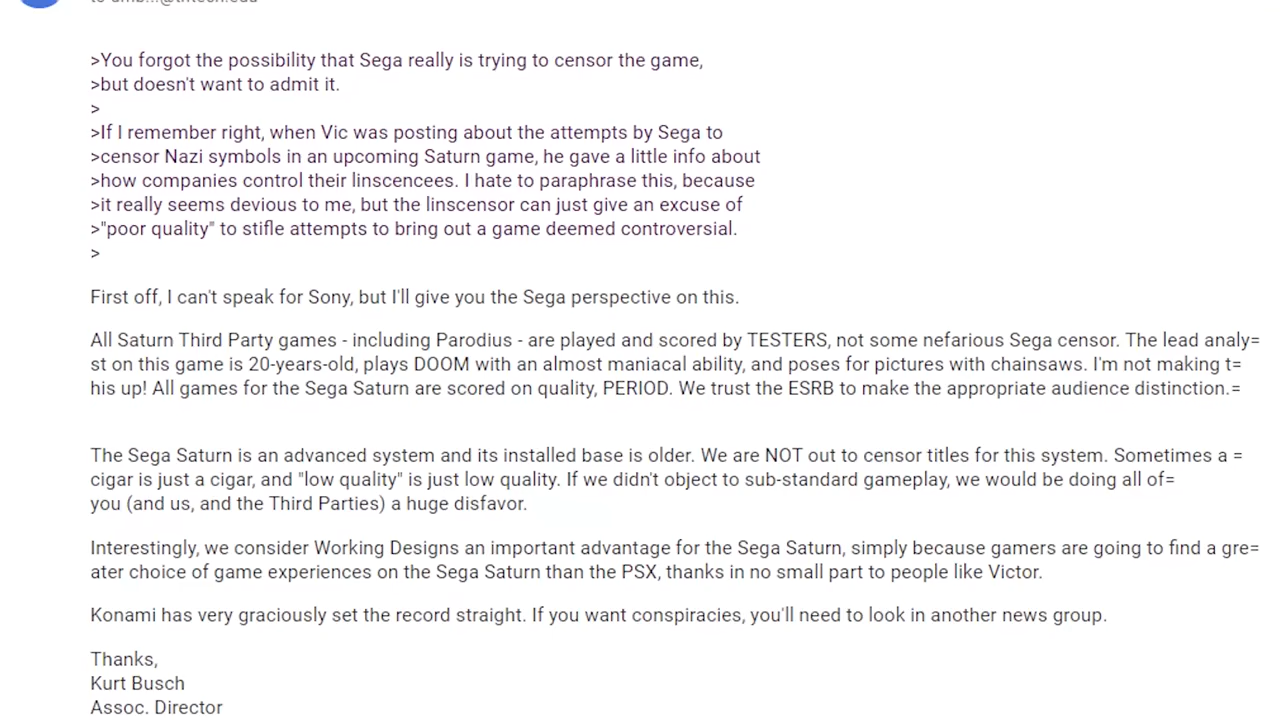 >You forgot the possibility that Sega really is trying to censor the game,
>but doesn't want to admit it.
>
>If I remember right, when Vic was posting about the attempts by Sega to
>censor Nazi symbols in an upcoming Saturn game, he gave a little info about
>how companies control their linscencees. I hate to paraphrase this, because
>it really seems devious to me, but the linscensor can just give an excuse of
>"poor quality" to stifle attempts to bring out a game deemed controversial.
>
First off, I can't speak for Sony, but I'll give you the Sega perspective on this.
All Saturn Third Party games - including Parodius - are played and scored by TESTERS, not some nefarious Sega censor. The lead analy=
st on this game is 20-years-old, plays DOOM with an almost maniacal ability, and poses for pictures with chainsaws. I'm not making t=
his up! All games for the Sega Saturn are scored on quality, PERIOD. We trust the ESRB to make the appropriate audience distinction.=
The Sega Saturn is an advanced system and its installed base is older. We are NOT out to censor titles for this system. Sometimes a =
cigar is just a cigar, and "low quality" is just low quality. If we didn't object to sub-standard gameplay, we would be doing all of=
you (and us, and the Third Parties) a huge disfavor.
Interestingly, we consider Working Designs an important advantage for the Sega Saturn, simply because gamers are going to find a gre=
ater choice of game experiences on the Sega Saturn than the PSX, thanks in no small part to people like Victor.
Konami has very graciously set the record straight. If you want conspiracies, you'll need to look in another news group.
Thanks,
Kurt Busch
Assoc. Director